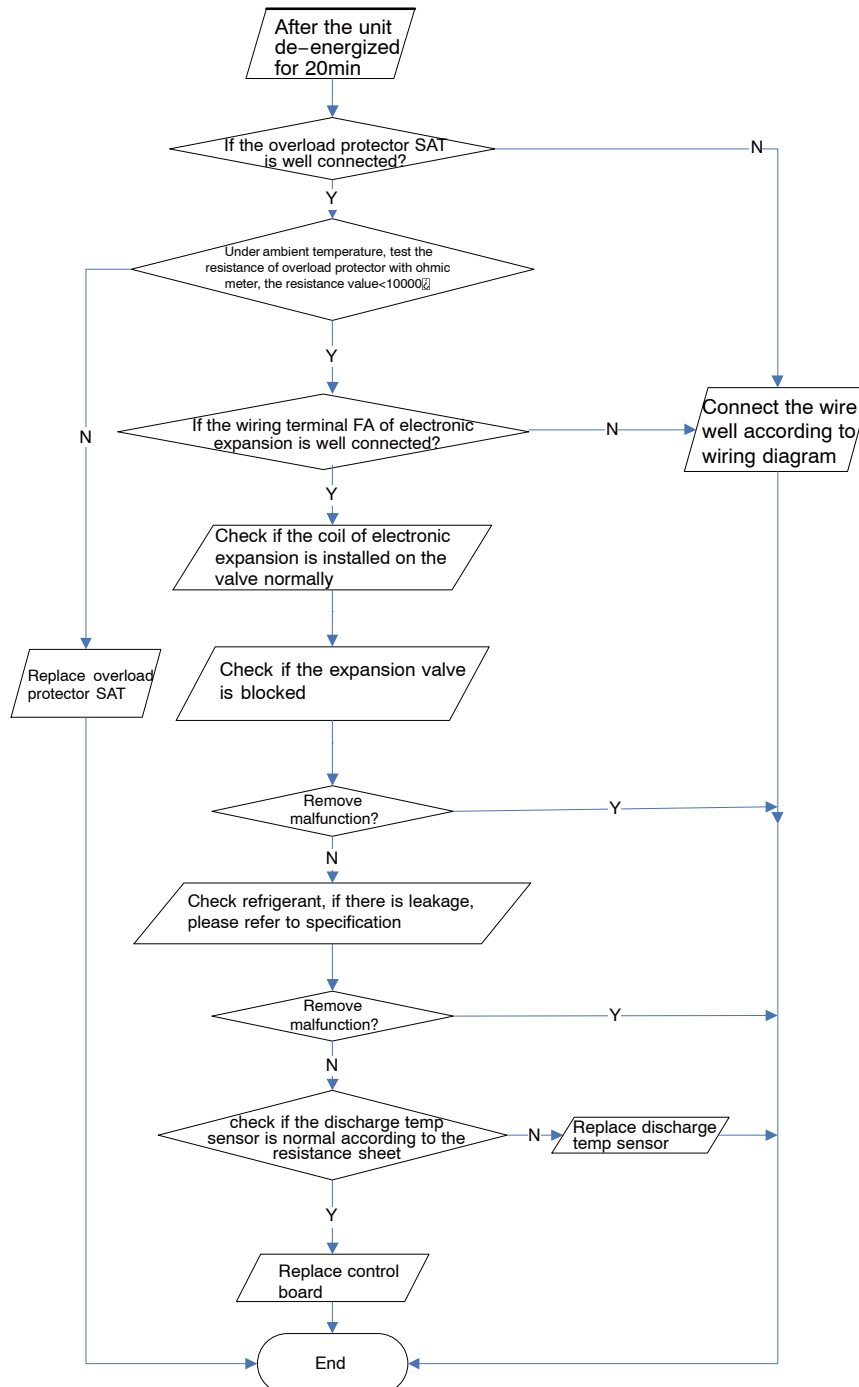 After the unit
de-energized
for 20min
If the overload protector SAT
is well connected?
N
Y
Under ambient temperature, test the
resistance of overload protector with ohmic
meter, the resistance value<10000
Y
N
If the wiring terminal FA of electronic
expansion is well connected?
N
Connect the wire
well according to
wiring diagram
Y
Check if the coil of electronic
expansion is installed on the
valve normally
Replace overload
protector SAT
Check if the expansion valve
is blocked
Remove
malfunction?
Y
N
Check refrigerant, if there is leakage,
please refer to specification
Remove
malfunction?
Y
N
check if the discharge temp
sensor is normal according to the
resistance sheet
N
Replace discharge
temp sensor
Y
Replace control
board
End